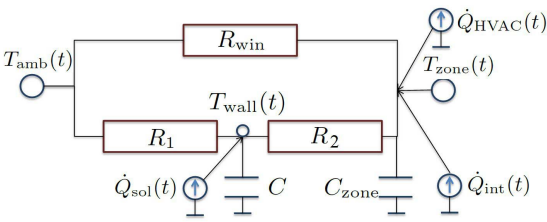 Q̇_HVAC(t)
R_win
T_amb(t)
T_zone(t)
T_wall(t)
R_1
R_2
Q̇_sol(t)
C
C_zone
Q̇_int(t)